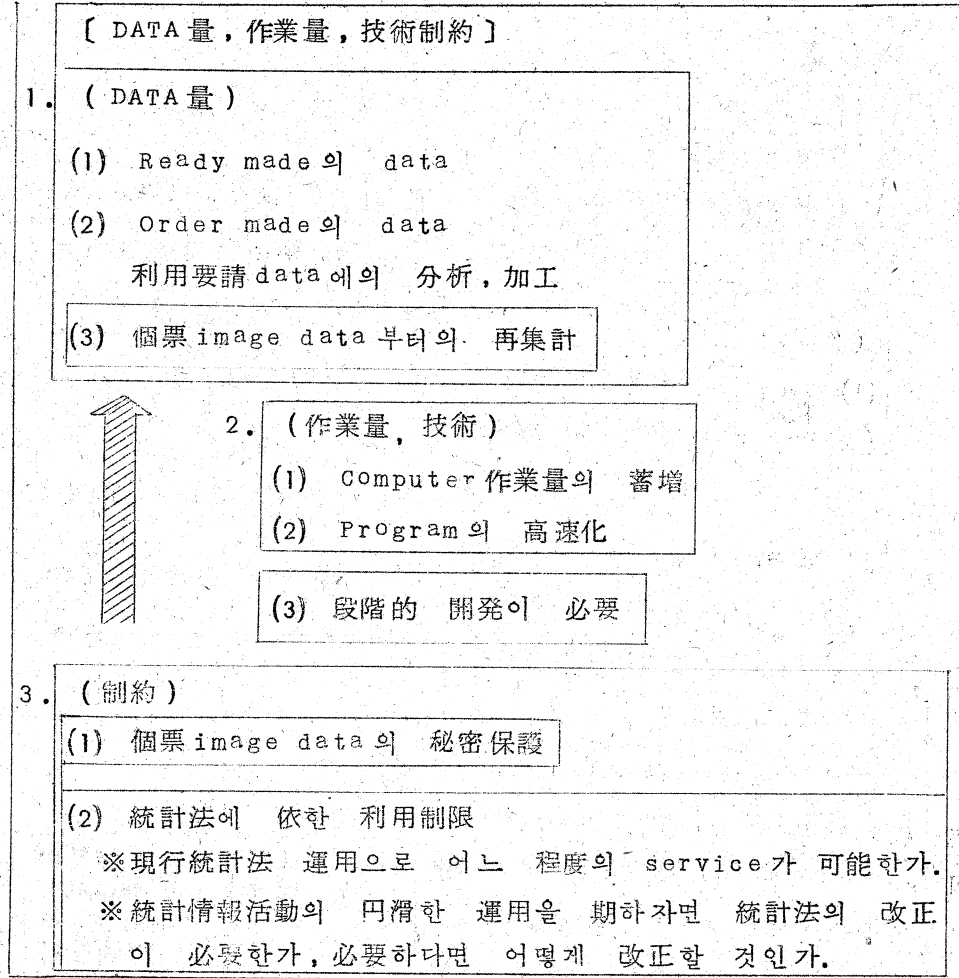 〔 DATA量 , 作業量 , 技術制約 〕
1. ( DATA量 )
(1) Ready made의 data
(2) Order made의 data
利用要請data에의 分析 , 加工
(3) 個票image data부터의 再集計
2. (作業量, 技術)
(1) Computer作業量의 蓄増
(2) Program의 高速化
(3) 段階的 開発이 必要
3. ( 制約 )
(1) 個票image data의 秘密保護
(2) 統計法에 依한 利用制限
※現行統計法 運用으로 어느 程度의 service가 可能한가.
※統計情報活動의 円滑한 運用을 期하자면 統計法의 改正
이 必要한가 , 必要하다면 어떻게 改正할 것인가.